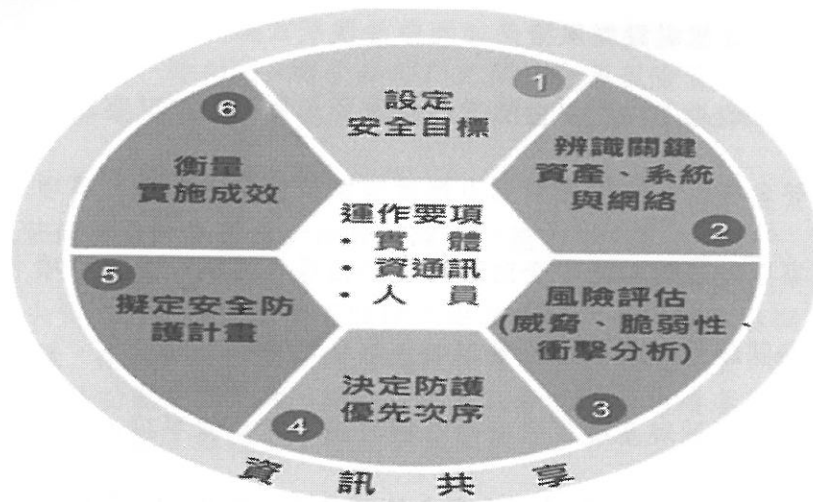 1
設定
安全目標
2
辨識關鍵
資產、系統
與網絡
3
風險評估
(威脅、脆弱性、
衝擊分析)
4
決定防護
優先次序
5
擬定安全防
護計畫
6
衡量
實施成效
運作要項
• 實 體
• 資通訊
• 人 員
資訊共享